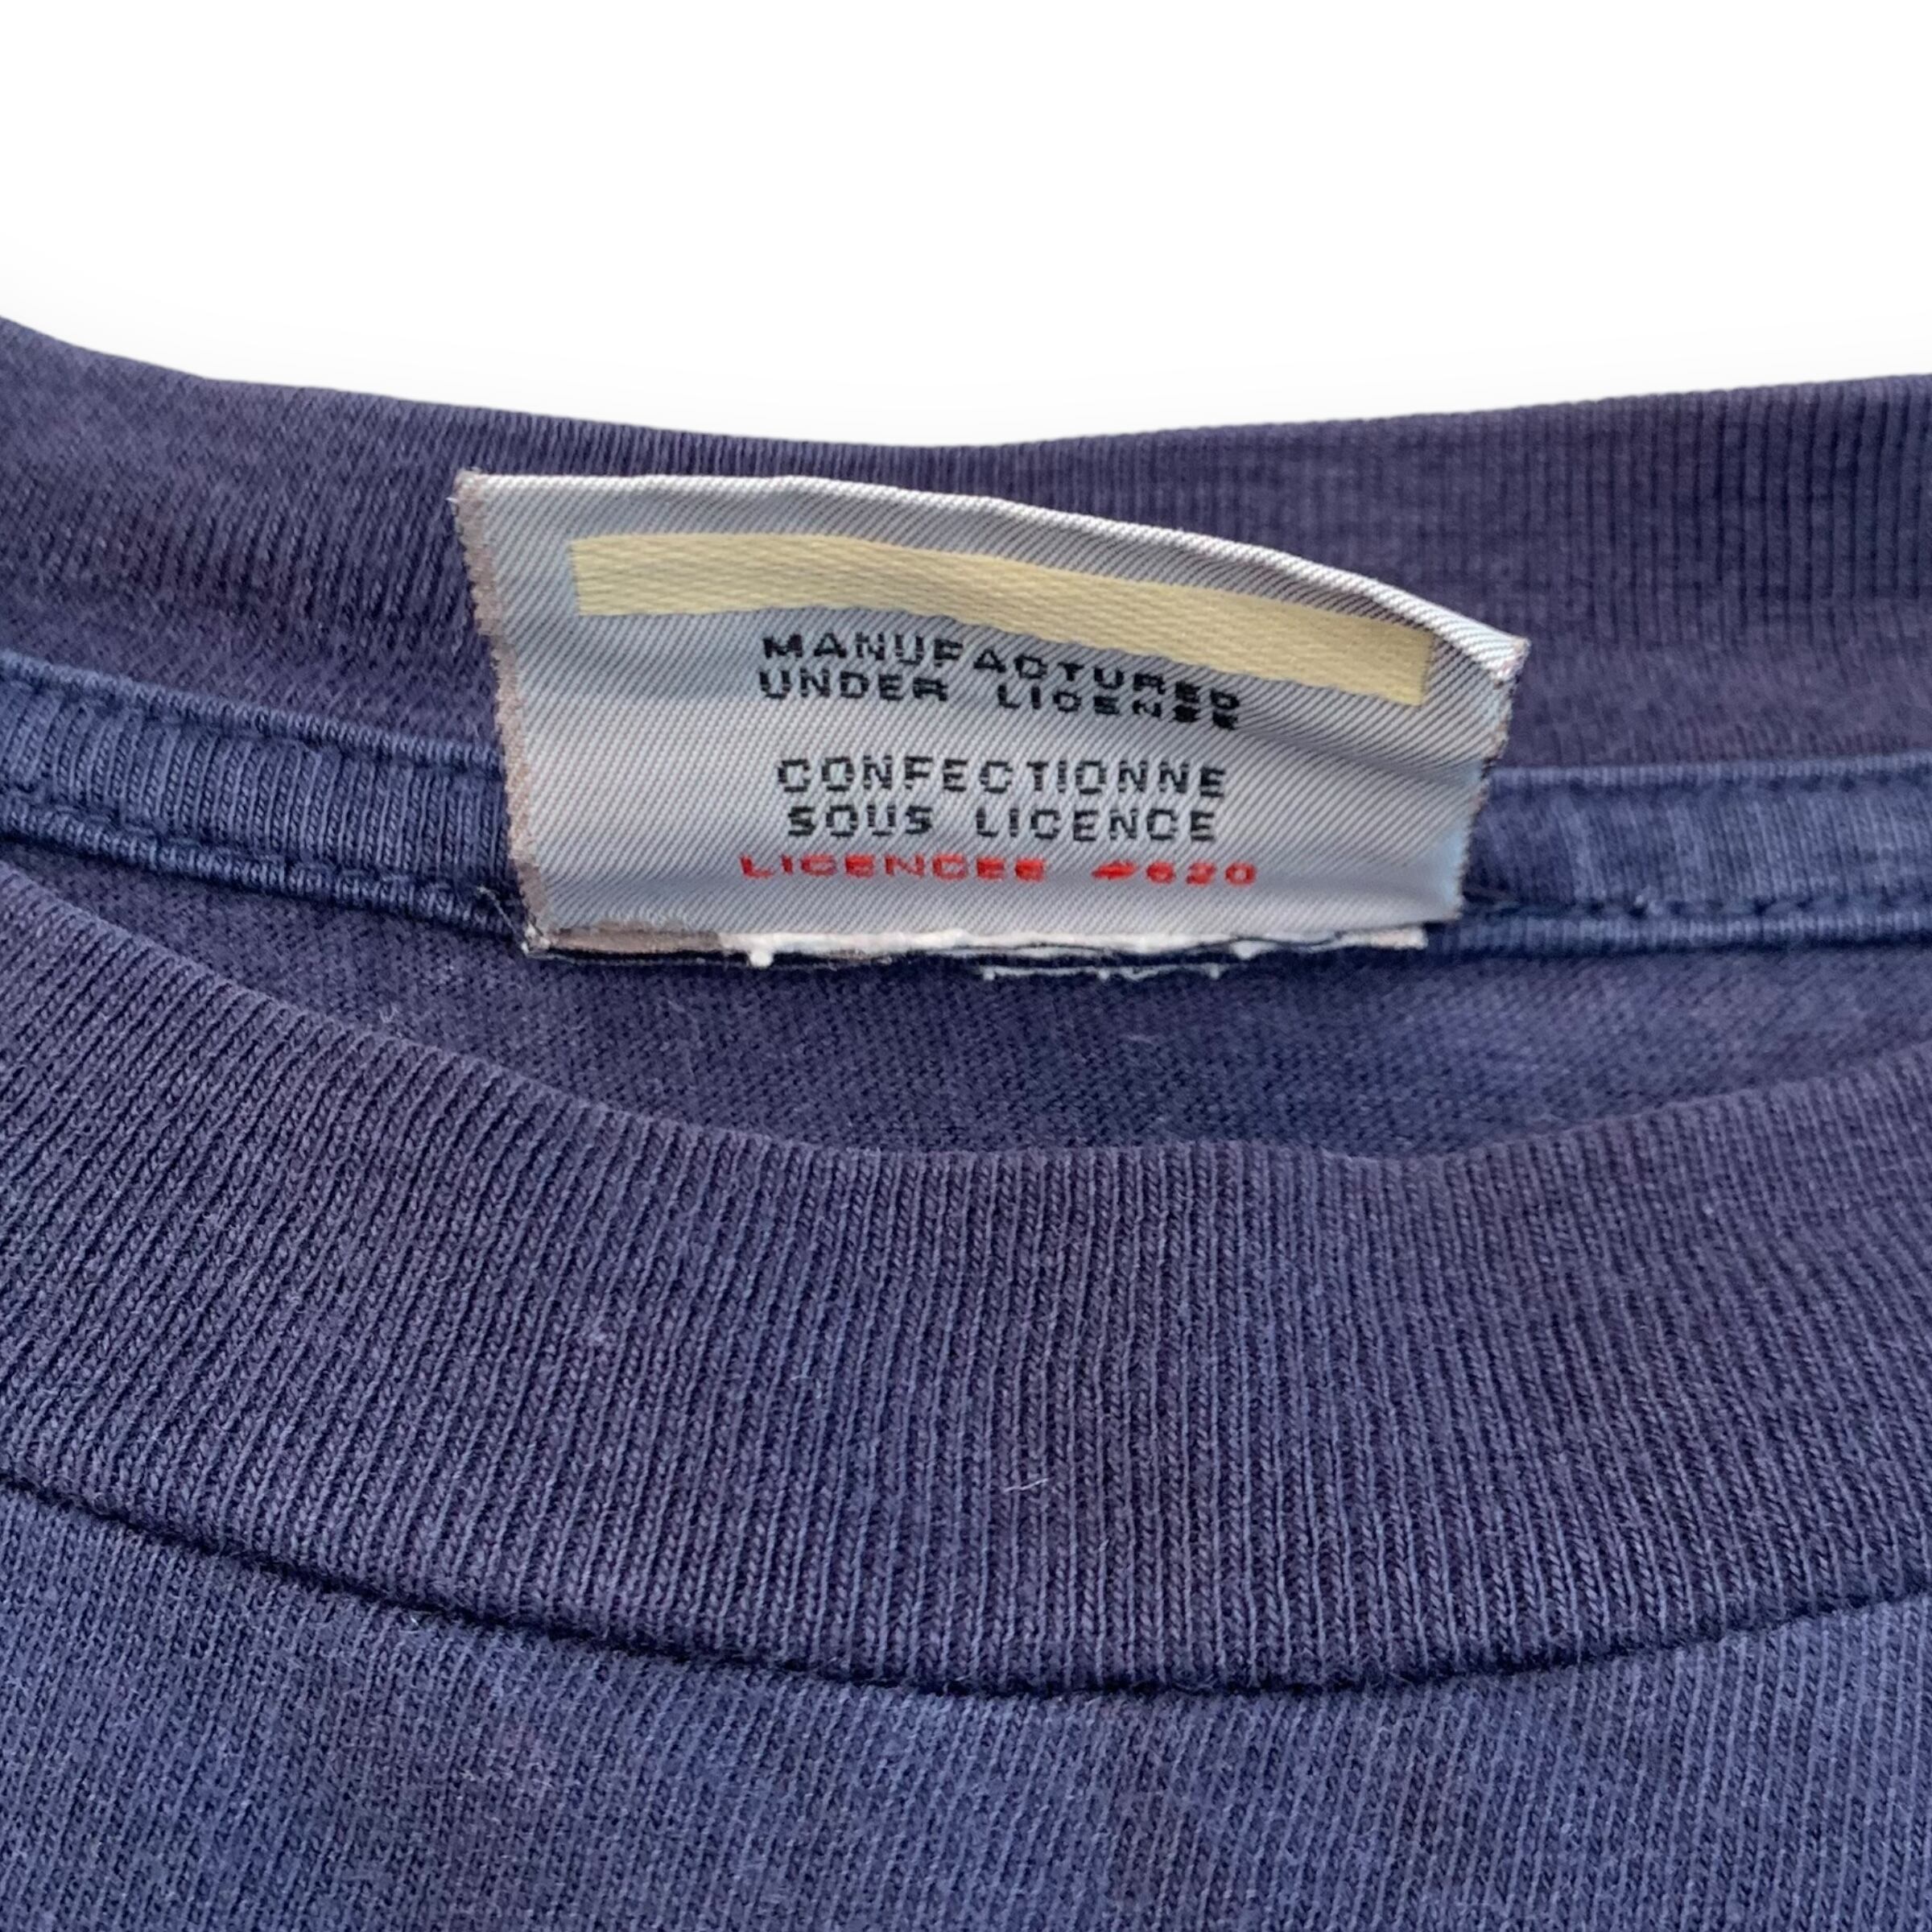 MANUFACTURED
UNDER LICENSE
CONFECTIONNE
SOUS LICENCE
LICENCEE #620